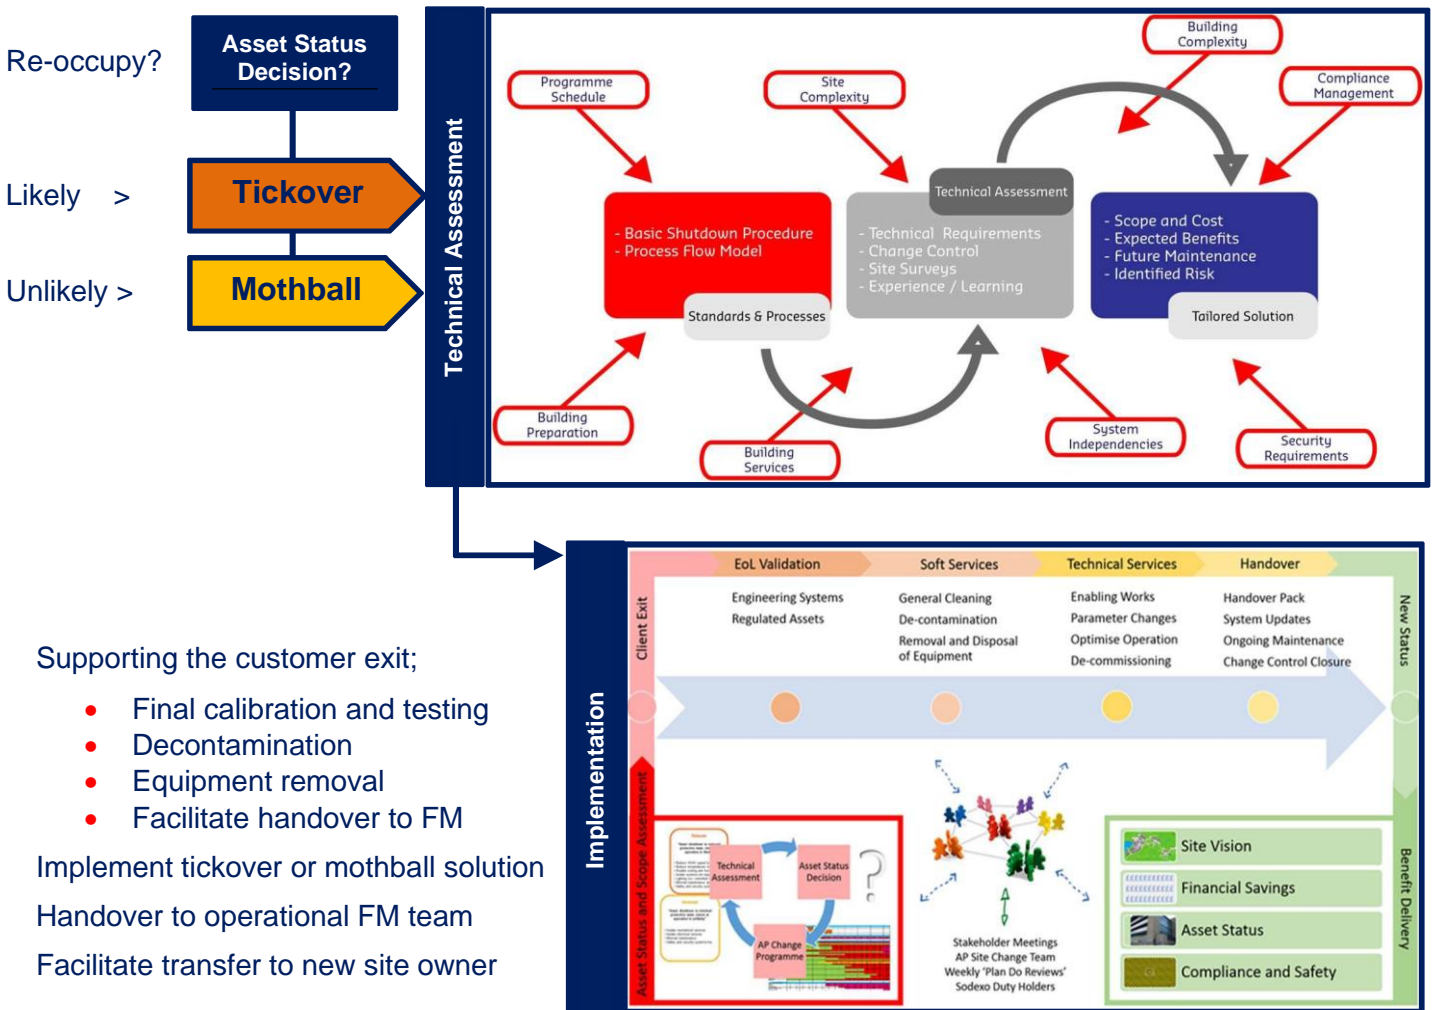 Re-occupy?
Asset Status
Decision?
Likely >
Tickover
Unlikely >
Mothball
Technical Assessment
Programme
Schedule
Site
Complexity
Building
Complexity
Compliance
Management
- Basic Shutdown Procedure
- Process Flow Model
Standards & Processes
Technical Assessment
- Technical Requirements
- Change Control
- Site Surveys
- Experience / Learning
- Scope and Cost
- Expected Benefits
- Future Maintenance
- Identified Risk
Tailored Solution
Building
Preparation
Building
Services
System
Independencies
Security
Requirements
Supporting the customer exit;
• Final calibration and testing
• Decontamination
• Equipment removal
• Facilitate handover to FM
Implement tickover or mothball solution
Handover to operational FM team
Facilitate transfer to new site owner
Implementation
Client Exit
EoL Validation
Engineering Systems
Regulated Assets
Soft Services
General Cleaning
De-contamination
Removal and Disposal
of Equipment
Technical Services
Enabling Works
Parameter Changes
Optimise Operation
De-commissioning
Handover
Handover Pack
System Updates
Ongoing Maintenance
Change Control Closure
New Status
Asset Status and Scope Assessment
Technical
Assessment
Asset Status
Decision
?
AP Change
Programme
Stakeholder Meetings
AP Site Change Team
Weekly 'Plan Do Reviews'
Sodexo Duty Holders
Site Vision
Financial Savings
Asset Status
Compliance and Safety
Benefit Delivery